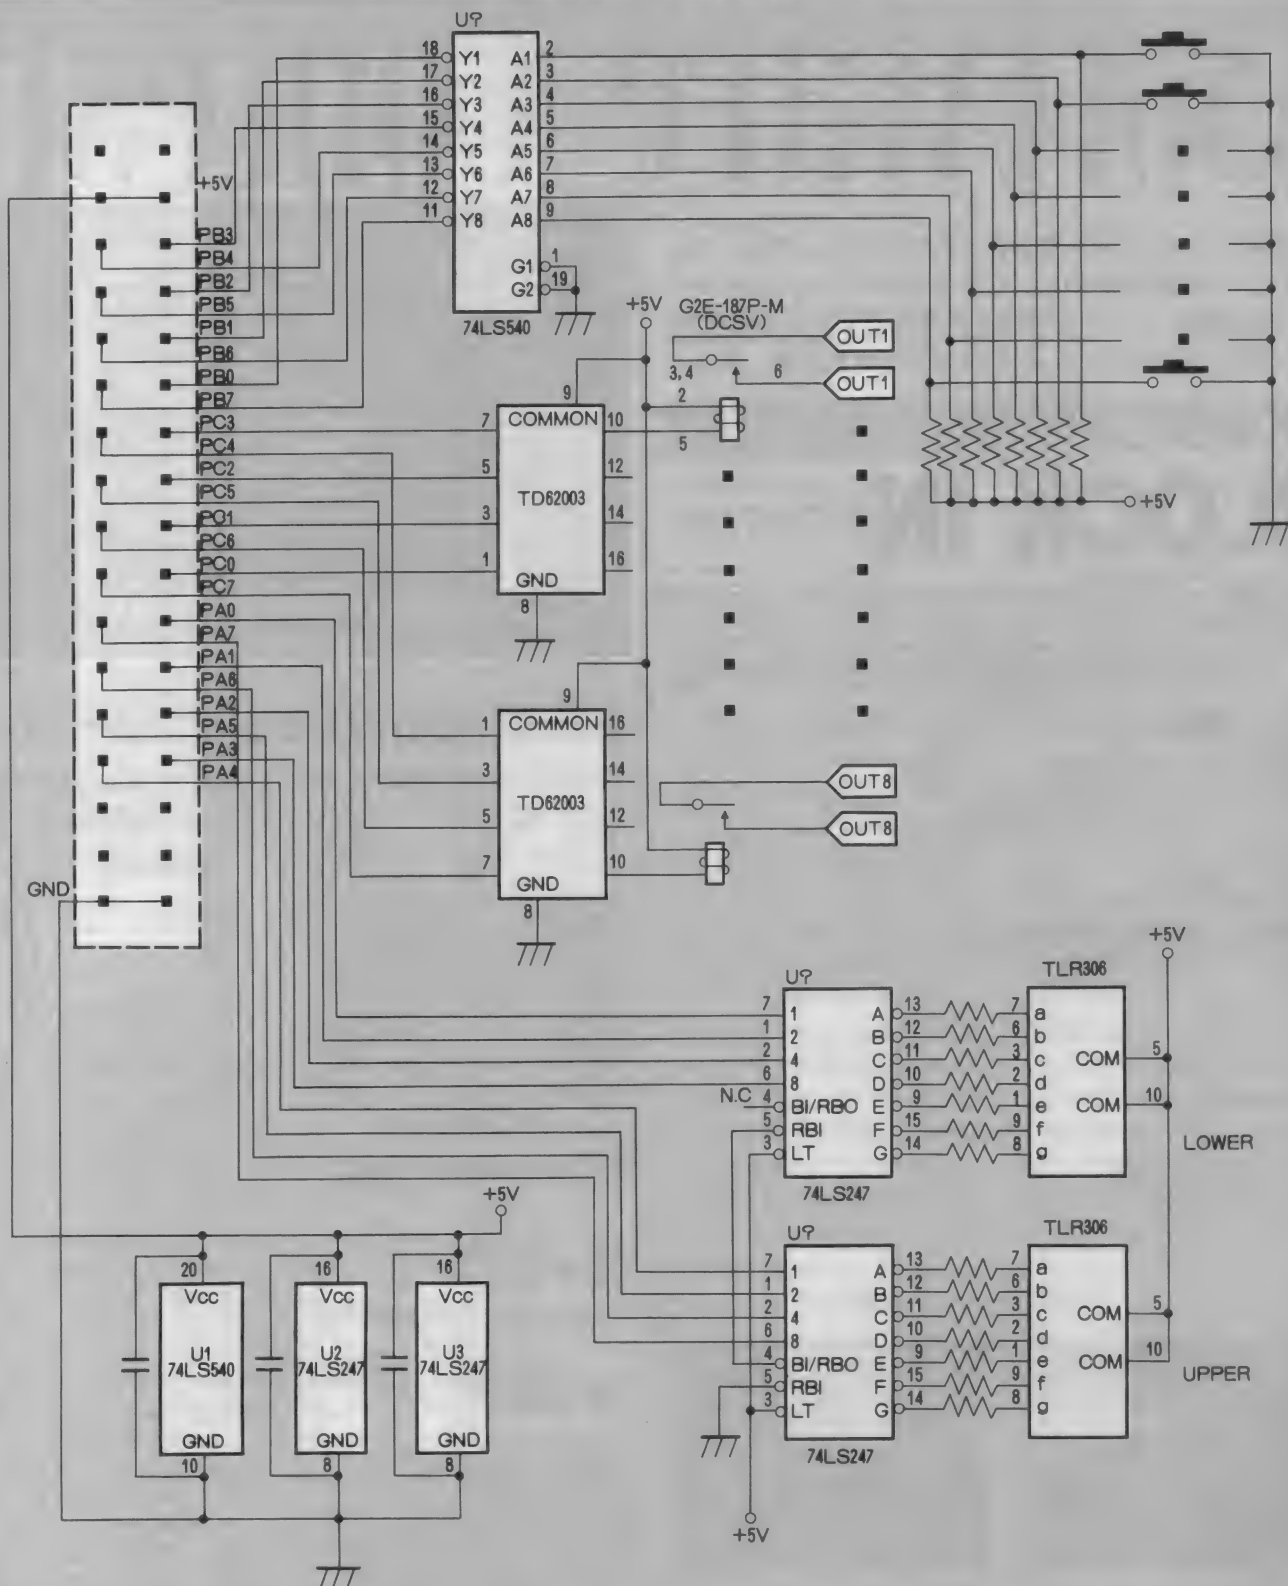 U?
18 Y1 A1 2
17 Y2 A2 3
16 Y3 A3 4
15 Y4 A4 5
14 Y5 A5 6
13 Y6 A6 7
12 Y7 A7 8
11 Y8 A8 9
G1 1
G2 19
74LS540
+5V
PB3
PB4
PB2
PB5
PB1
PB6
PB0
PB7
PC3
PC4
PC2
PC5
PC1
PC6
PC0
PC7
PA0
PA7
PA1
PA6
PA2
PA5
PA3
PA4
GND
+5V
G2E-187P-M
(DC5V)
OUT1
3, 4
6
OUT1
2
5
9
7 COMMON 10
5 12
TD62003
3 14
1 16
GND
8
+5V
9
1 COMMON 16
3 14
TD62003
5 12
7 10
GND
8
OUT8
OUT8
+5V
U?
TLR306
7 1 A 13 7 a
1 2 B 12 6 b
2 4 C 11 3 c COM 5
6 8 D 10 2 d
N.C 4 BI/RBO E 9 1 e COM 10
5 RBI F 15 9 f
3 LT G 14 8 g
LOWER
74LS247
U?
TLR306
7 1 A 13 7 a
1 2 B 12 6 b
2 4 C 11 3 c COM 5
6 8 D 10 2 d
4 BI/RBO E 9 1 e COM 10
5 RBI F 15 9 f
3 LT G 14 8 g
UPPER
74LS247
+5V
+5V
20 16 16
Vcc Vcc Vcc
U1 U2 U3
74LS540 74LS247 74LS247
GND GND GND
10 8 8